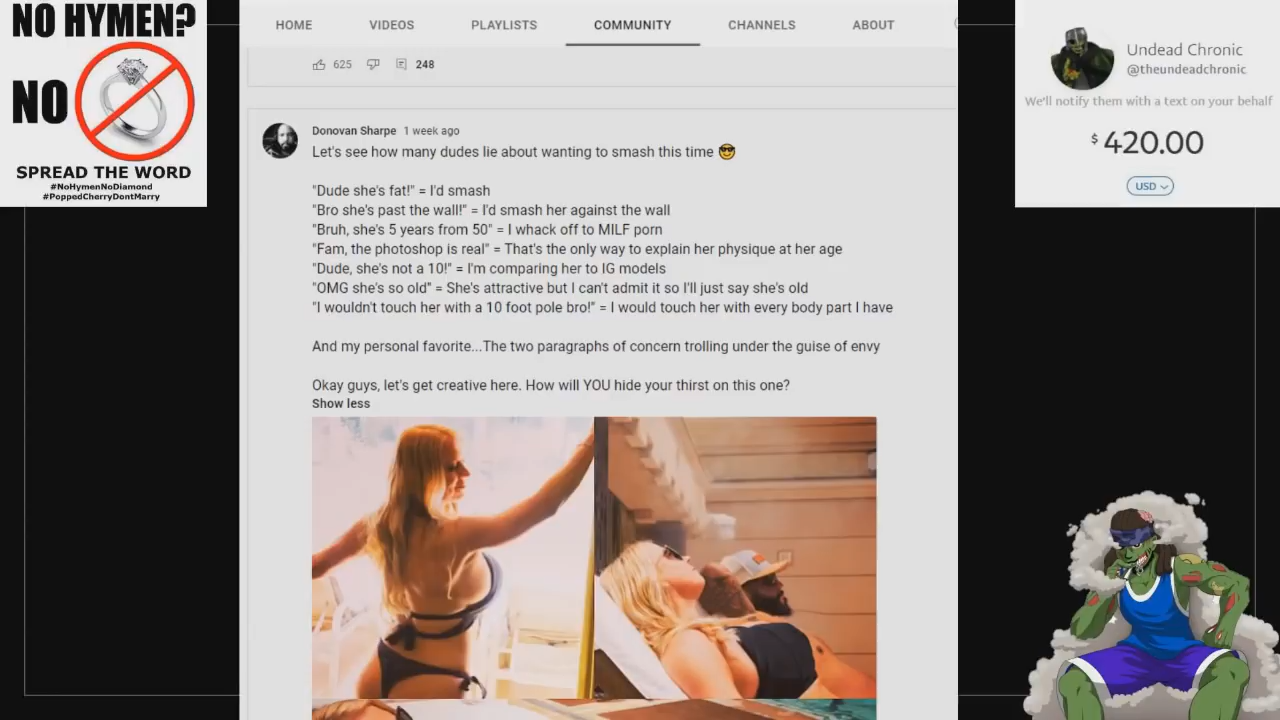 NO HYMEN?
NO
SPREAD THE WORD
#NoHymenNoDiamond
#PoppedCherryDontMarry
HOME VIDEOS PLAYLISTS COMMUNITY CHANNELS ABOUT
625 248
Donovan Sharpe 1 week ago
Let's see how many dudes lie about wanting to smash this time 😎
"Dude she's fat!" = I'd smash
"Bro she's past the wall!" = I'd smash her against the wall
"Bruh, she's 5 years from 50" = I whack off to MILF porn
"Fam, the photoshop is real" = That's the only way to explain her physique at her age
"Dude, she's not a 10!" = I'm comparing her to IG models
"OMG she's so old" = She's attractive but I can't admit it so I'll just say she's old
"I wouldn't touch her with a 10 foot pole bro!" = I would touch her with every body part I have
And my personal favorite...The two paragraphs of concern trolling under the guise of envy
Okay guys, let's get creative here. How will YOU hide your thirst on this one?
Show less
Undead Chronic
@theundeadchronic
We'll notify them with a text on your behalf
$420.00
USD